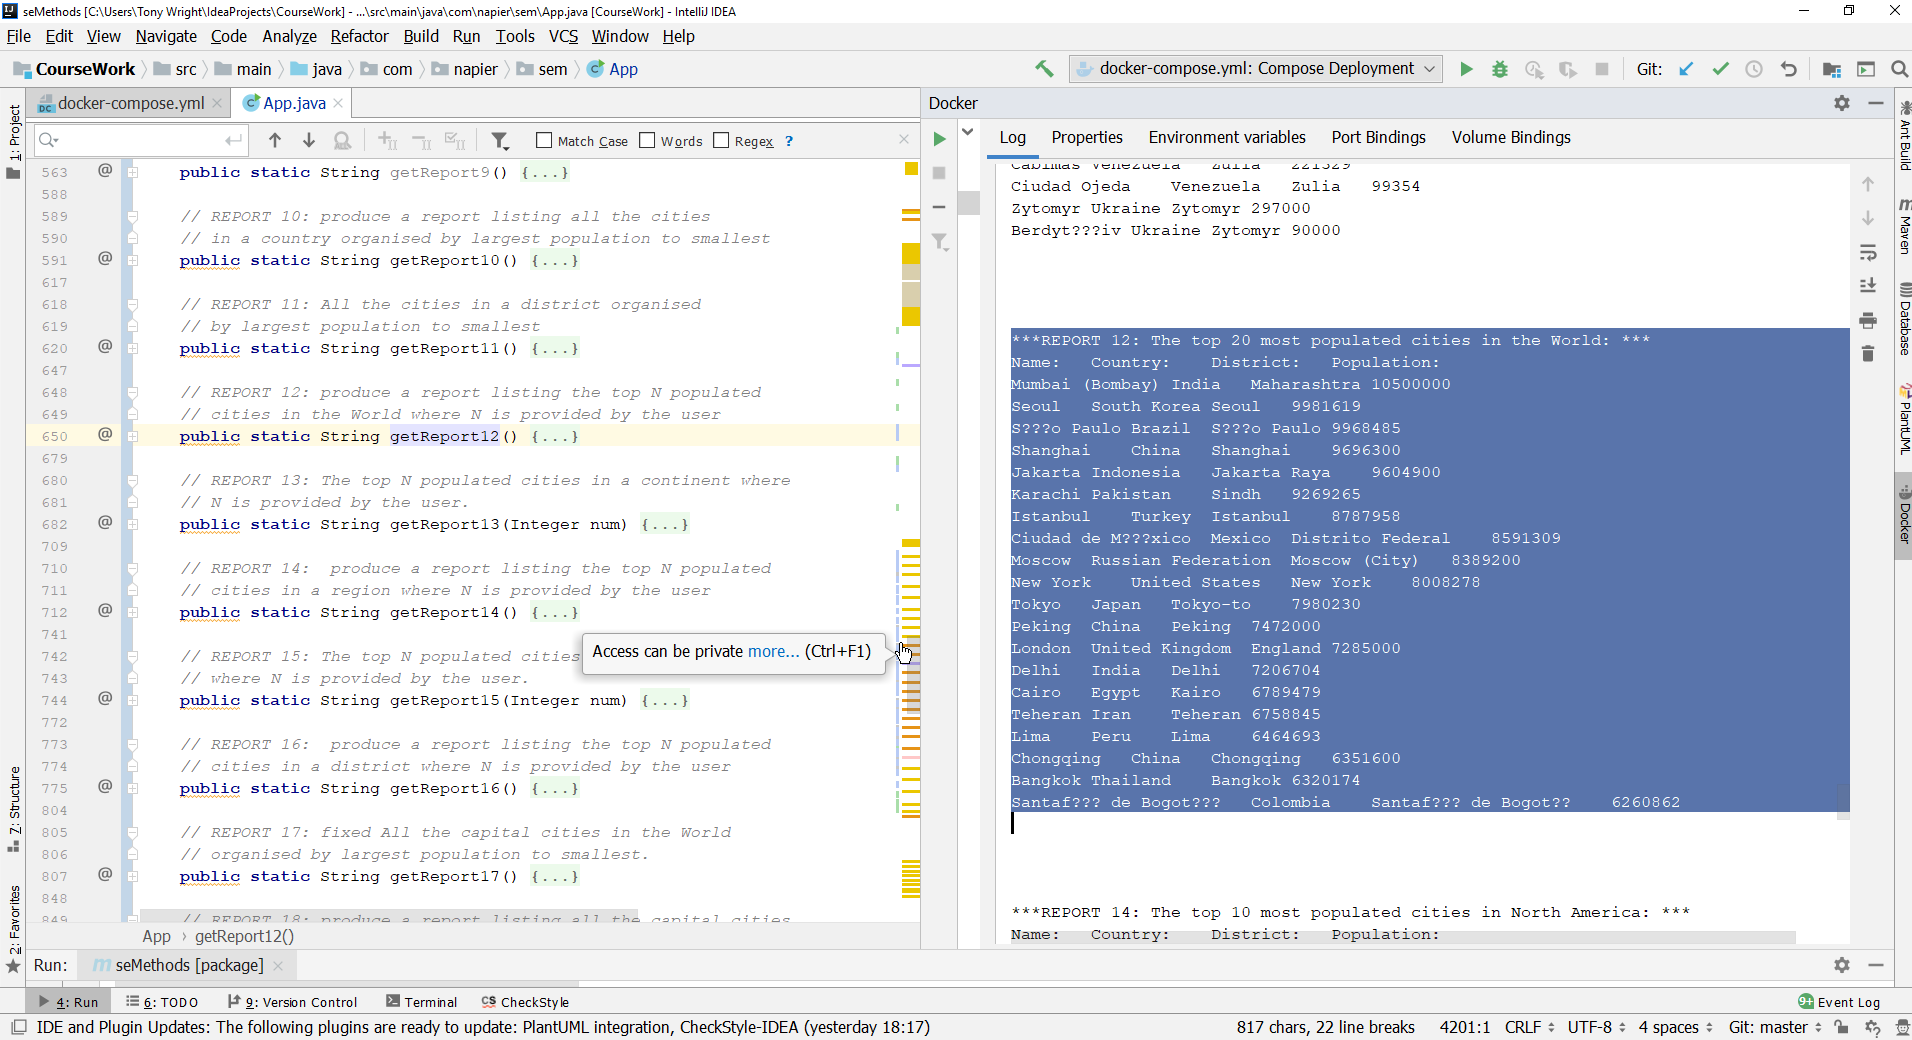 seMethods [C:\Users\Tony Wright\IdeaProjects\CourseWork] - ...\src\main\java\com\napier\sem\App.java [CourseWork] - IntelliJ IDEA
File Edit View Navigate Code Analyze Refactor Build Run Tools VCS Window Help
CourseWork src main java com napier sem App
docker-compose.yml: Compose Deployment
Git:
docker-compose.yml App.java
Match Case Words Regex ?
1: Project
7: Structure
2: Favorites
563 @ public static String getReport9() {...}
588
589 // REPORT 10: produce a report listing all the cities
590 // in a country organised by largest population to smallest
591 @ public static String getReport10() {...}
617
618 // REPORT 11: All the cities in a district organised
619 // by largest population to smallest
620 @ public static String getReport11() {...}
647
648 // REPORT 12: produce a report listing the top N populated
649 // cities in the World where N is provided by the user
650 @ public static String getReport12() {...}
679
680 // REPORT 13: The top N populated cities in a continent where
681 // N is provided by the user.
682 @ public static String getReport13(Integer num) {...}
709
710 // REPORT 14:  produce a report listing the top N populated
711 // cities in a region where N is provided by the user
712 @ public static String getReport14() {...}
741
742 // REPORT 15: The top N populated cities
743 // where N is provided by the user.
744 @ public static String getReport15(Integer num) {...}
772
773 // REPORT 16:  produce a report listing the top N populated
774 // cities in a district where N is provided by the user
775 @ public static String getReport16() {...}
804
805 // REPORT 17: fixed All the capital cities in the World
806 // organised by largest population to smallest.
807 @ public static String getReport17() {...}
848
849 // REPORT 18: produce a report listing all the capital cities
Access can be private more... (Ctrl+F1)
App › getReport12()
Docker
Log Properties Environment variables Port Bindings Volume Bindings
Cabimas Venezuela Zulia 221329
Ciudad Ojeda Venezuela Zulia 99354
Zytomyr Ukraine Zytomyr 297000
Berdyt???iv Ukraine Zytomyr 90000
***REPORT 12: The top 20 most populated cities in the World: ***
Name: Country: District: Population:
Mumbai (Bombay) India Maharashtra 10500000
Seoul South Korea Seoul 9981619
S???o Paulo Brazil S???o Paulo 9968485
Shanghai China Shanghai 9696300
Jakarta Indonesia Jakarta Raya 9604900
Karachi Pakistan Sindh 9269265
Istanbul Turkey Istanbul 8787958
Ciudad de M???xico Mexico Distrito Federal 8591309
Moscow Russian Federation Moscow (City) 8389200
New York United States New York 8008278
Tokyo Japan Tokyo-to 7980230
Peking China Peking 7472000
London United Kingdom England 7285000
Delhi India Delhi 7206704
Cairo Egypt Kairo 6789479
Teheran Iran Teheran 6758845
Lima Peru Lima 6464693
Chongqing China Chongqing 6351600
Bangkok Thailand Bangkok 6320174
Santaf??? de Bogot??? Colombia Santaf??? de Bogot?? 6260862
***REPORT 14: The top 10 most populated cities in North America: ***
Name: Country: District: Population:
Ant Build
Maven
Database
PlantUML
Docker
Run: seMethods [package]
4: Run 6: TODO 9: Version Control Terminal CheckStyle
9+ Event Log
IDE and Plugin Updates: The following plugins are ready to update: PlantUML integration, CheckStyle-IDEA (yesterday 18:17)
817 chars, 22 line breaks 4201:1 CRLF UTF-8 4 spaces Git: master